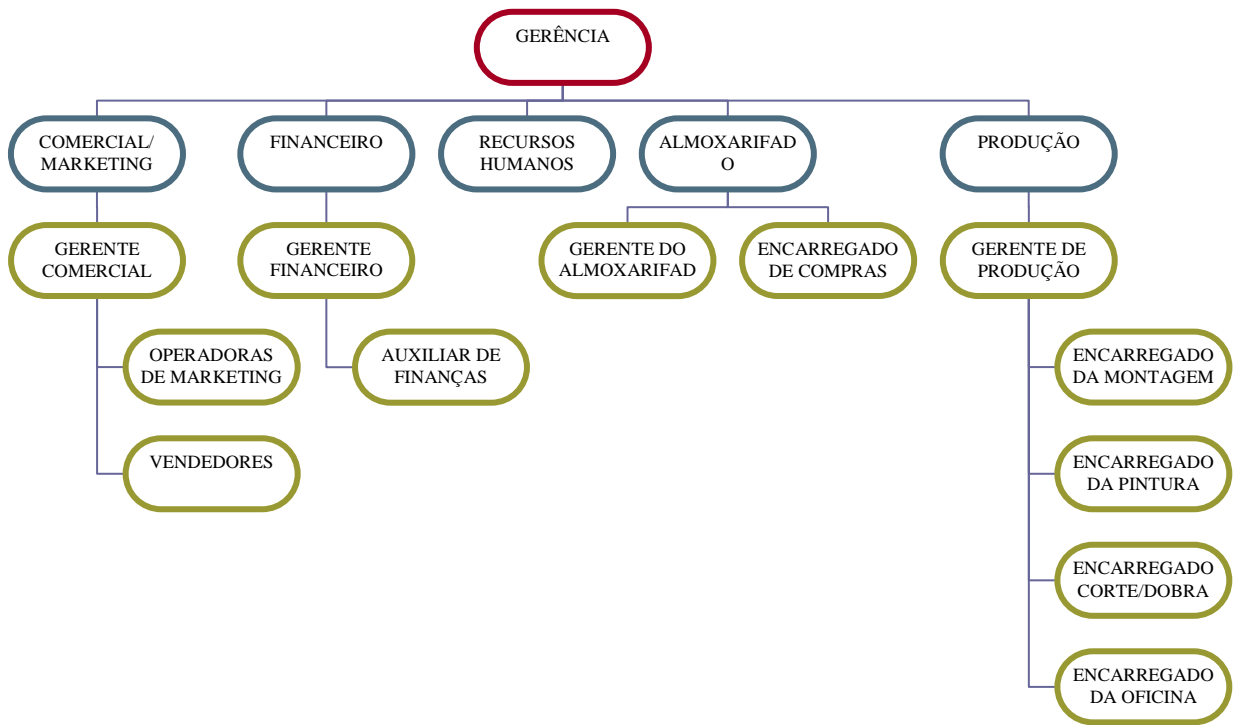 GERÊNCIA
COMERCIAL/
MARKETING
FINANCEIRO
RECURSOS
HUMANOS
ALMOXARIFAD
O
PRODUÇÃO
GERENTE
COMERCIAL
GERENTE
FINANCEIRO
GERENTE DO
ALMOXARIFAD
ENCARREGADO
DE COMPRAS
GERENTE DE
PRODUÇÃO
OPERADORAS
DE MARKETING
AUXILIAR DE
FINANÇAS
ENCARREGADO
DA MONTAGEM
VENDEDORES
ENCARREGADO
DA PINTURA
ENCARREGADO
CORTE/DOBRA
ENCARREGADO
DA OFICINA